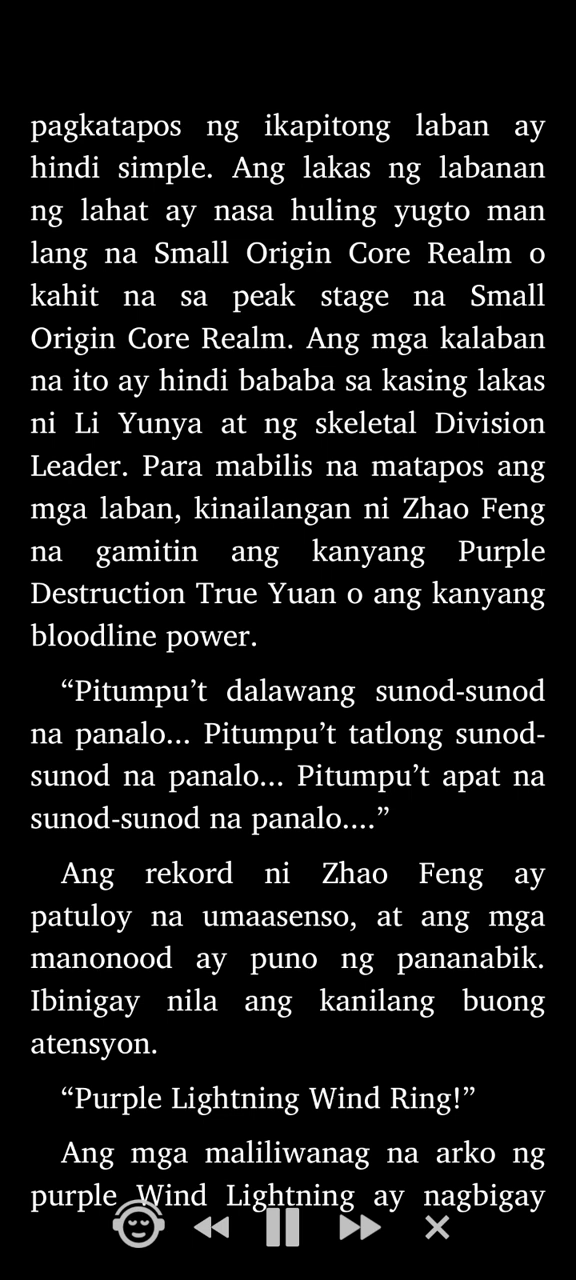 pagkatapos ng ikapitong laban ay
hindi simple. Ang lakas ng labanan
ng lahat ay nasa huling yugto man
lang na Small Origin Core Realm o
kahit na sa peak stage na Small
Origin Core Realm. Ang mga kalaban
na ito ay hindi bababa sa kasing lakas
ni Li Yunya at ng skeletal Division
Leader. Para mabilis na matapos ang
mga laban, kinailangan ni Zhao Feng
na gamitin ang kanyang Purple
Destruction True Yuan o ang kanyang
bloodline power.
“Pitumpu’t dalawang sunod-sunod
na panalo... Pitumpu’t tatlong sunod-
sunod na panalo... Pitumpu’t apat na
sunod-sunod na panalo....”
Ang rekord ni Zhao Feng ay
patuloy na umaasenso, at ang mga
manonood ay puno ng pananabik.
Ibinigay nila ang kanilang buong
atensyon.
“Purple Lightning Wind Ring!”
Ang mga maliliwanag na arko ng
purple Wind Lightning ay nagbigay